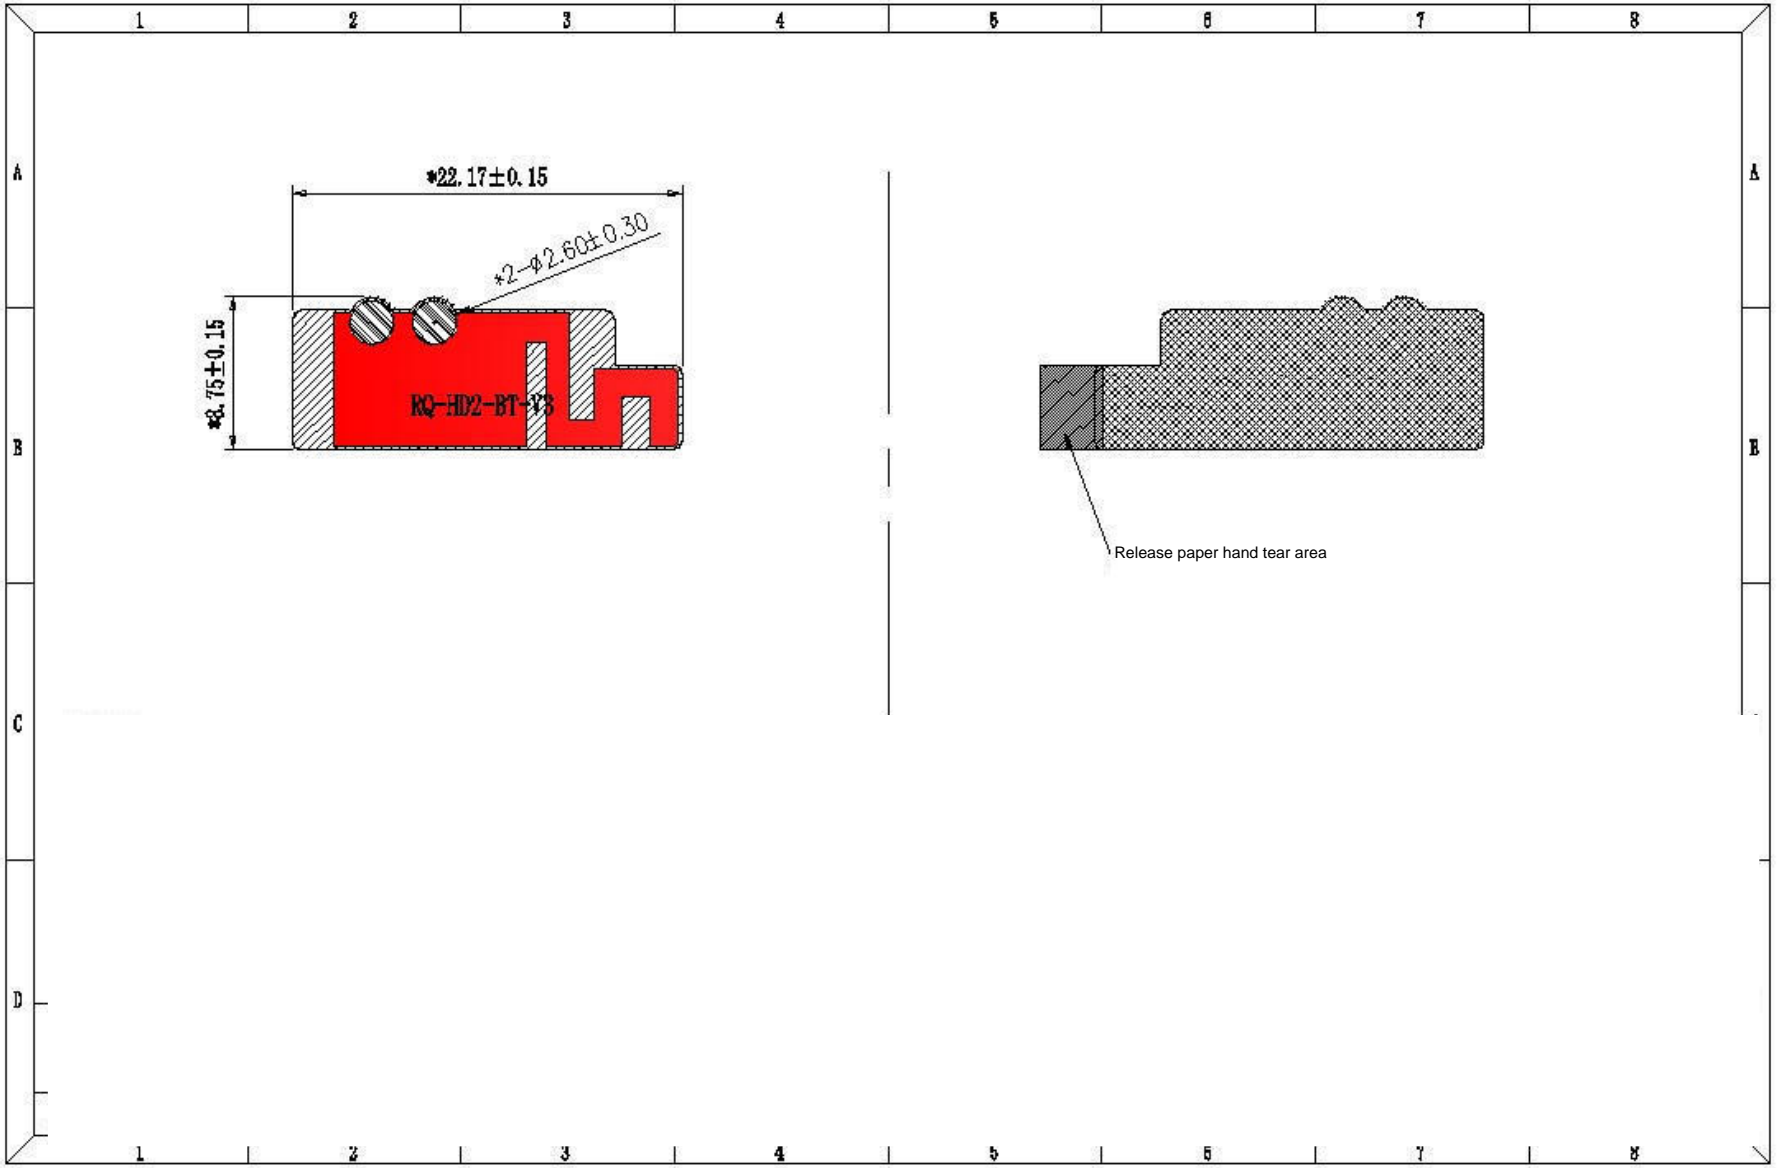 1 2 3 4 5 6 7 8
A A
*22.17±0.15
*2-ø2.60±0.30
*8.75±0.15
RQ-HD2-BT-V3
B B
Release paper hand tear area
C
D
1 2 3 4 5 6 7 8